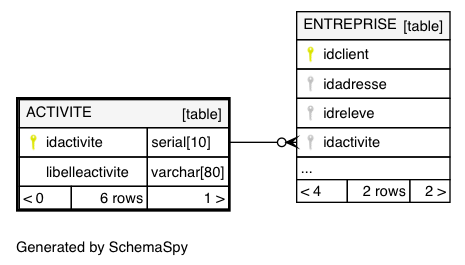 ENTREPRISE [table]
idclient
idadresse
idreleve
idactivite
...
< 4 2 rows 2 >
ACTIVITE [table]
idactivite serial[10]
libelleactivite varchar[80]
< 0 6 rows 1 >
Generated by SchemaSpy